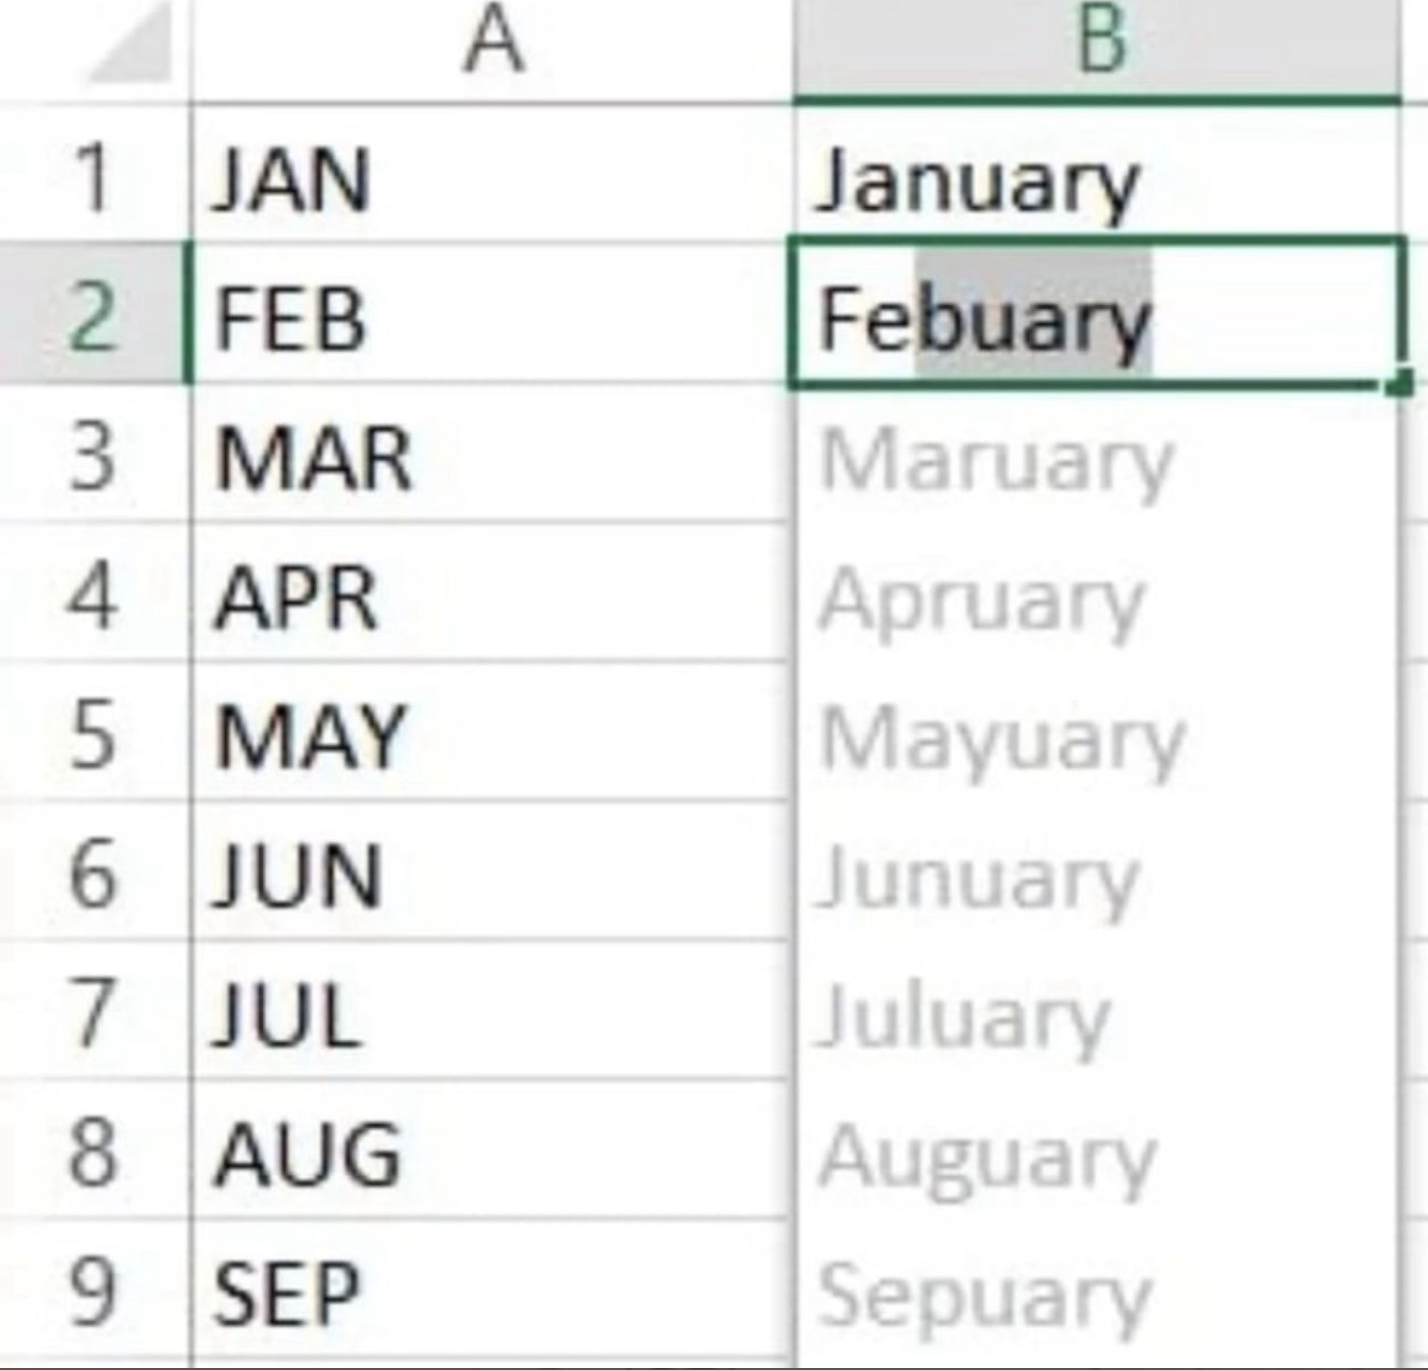 A B
1 JAN January
2 FEB Febuary
3 MAR Maruary
4 APR Apruary
5 MAY Mayuary
6 JUN Junuary
7 JUL Juluary
8 AUG Auguary
9 SEP Sepuary